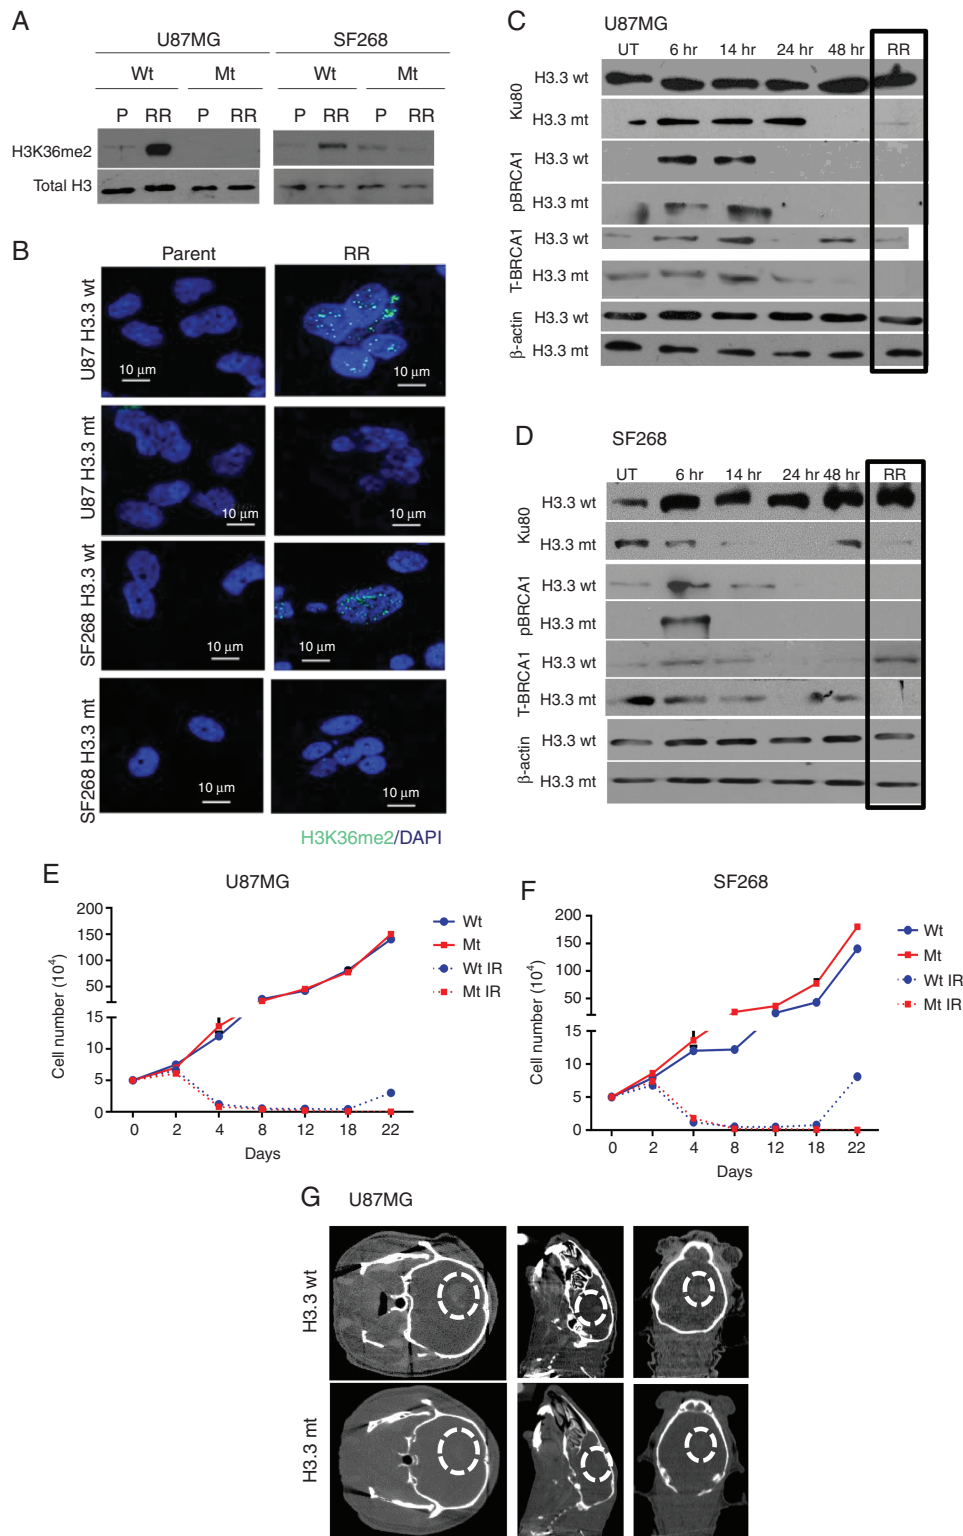 A
U87MG SF268
Wt Mt Wt Mt
P RR P RR P RR P RR
H3K36me2
Total H3
B
Parent RR
U87 H3.3 wt
10 μm 10 μm
U87 H3.3 mt
10 μm 10 μm
SF268 H3.3 wt
10 μm 10 μm
SF268 H3.3 mt
10 μm 10 μm
H3K36me2/DAPI
C U87MG
UT 6 hr 14 hr 24 hr 48 hr RR
Ku80
H3.3 wt
H3.3 mt
pBRCA1
H3.3 wt
H3.3 mt
T-BRCA1
H3.3 wt
H3.3 mt
β-actin
H3.3 wt
H3.3 mt
D SF268
UT 6 hr 14 hr 24 hr 48 hr RR
Ku80
H3.3 wt
H3.3 mt
pBRCA1
H3.3 wt
H3.3 mt
T-BRCA1
H3.3 wt
H3.3 mt
β-actin
H3.3 wt
H3.3 mt
E U87MG
Cell number (10⁴)
200
150
100
50
15
10
5
0
0 2 4 8 12 18 22
Days
Wt
Mt
Wt IR
Mt IR
F SF268
Cell number (10⁴)
200
150
100
50
15
10
5
0
0 2 4 8 12 18 22
Days
Wt
Mt
Wt IR
Mt IR
G U87MG
H3.3 wt
H3.3 mt